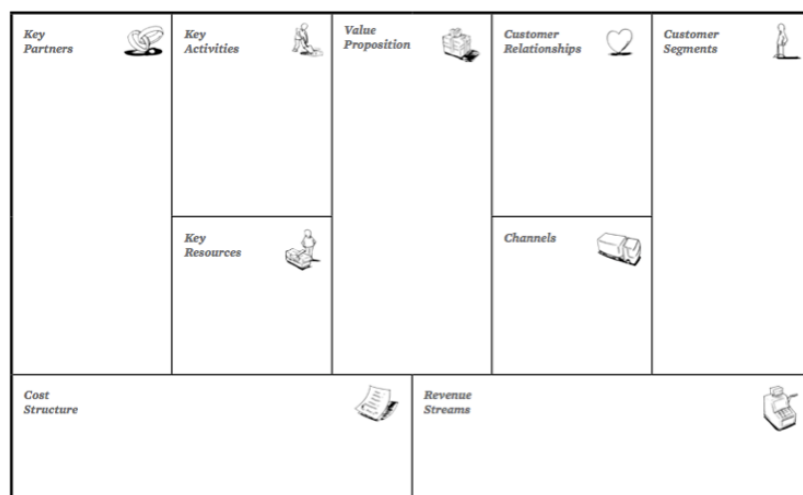 Key
Partners
Key
Activities
Value
Proposition
Customer
Relationships
Customer
Segments
Key
Resources
Channels
Cost
Structure
Revenue
Streams